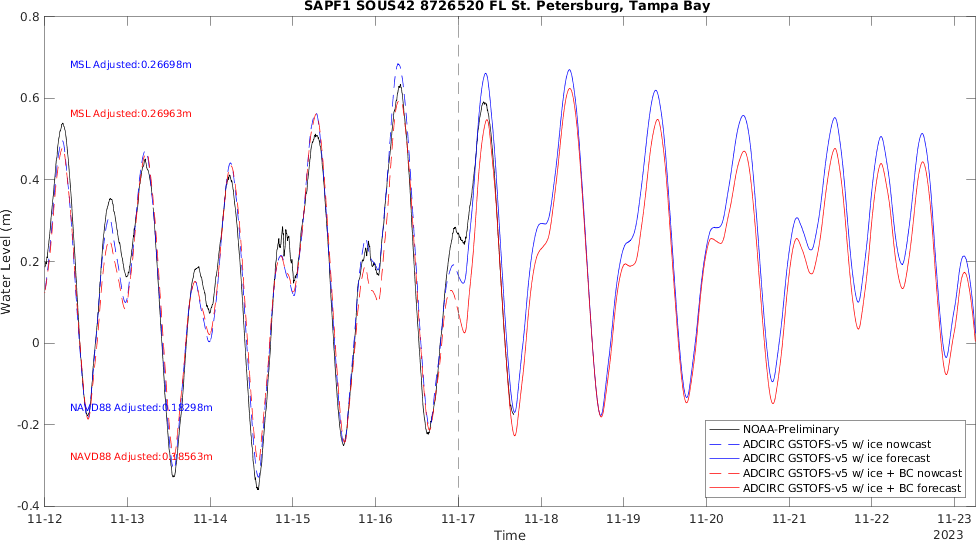 SAPF1 SOUS42 8726520 FL St. Petersburg, Tampa Bay
0.8
0.6
0.4
0.2
0
-0.2
-0.4
Water Level (m)
MSL Adjusted:0.26698m
MSL Adjusted:0.26963m
NAVD88 Adjusted:0.18298m
NAVD88 Adjusted:0.18563m
NOAA-Preliminary
ADCIRC GSTOFS-v5 w/ ice nowcast
ADCIRC GSTOFS-v5 w/ ice forecast
ADCIRC GSTOFS-v5 w/ ice + BC nowcast
ADCIRC GSTOFS-v5 w/ ice + BC forecast
11-12 11-13 11-14 11-15 11-16 11-17 11-18 11-19 11-20 11-21 11-22 11-23
Time
2023